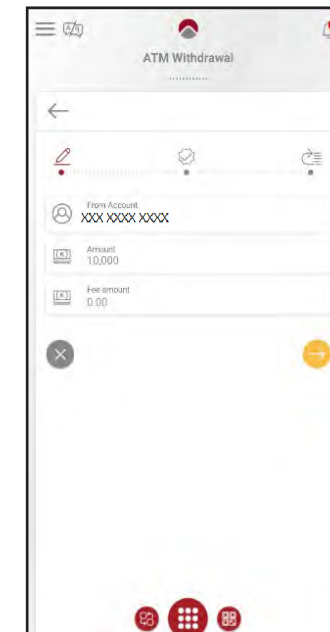 ATM Withdrawal
From Account
XXX XXXX XXXX
Amount
10,000
Fee amount
0.00